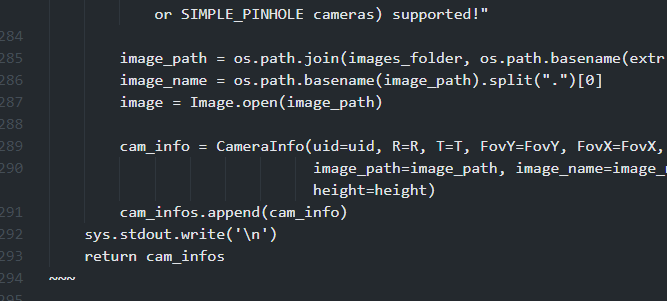 or SIMPLE_PINHOLE cameras) supported!"
284
285 image_path = os.path.join(images_folder, os.path.basename(extr
286 image_name = os.path.basename(image_path).split(".")[0]
287 image = Image.open(image_path)
288
289 cam_info = CameraInfo(uid=uid, R=R, T=T, FovY=FovY, FovX=FovX,
290 image_path=image_path, image_name=image_
height=height)
291 cam_infos.append(cam_info)
292 sys.stdout.write('\n')
293 return cam_infos
294 ~~~
295